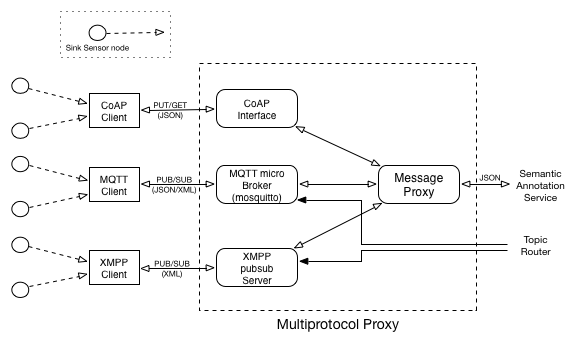 Sink Sensor node
CoAP
Client
PUT/GET
(JSON)
CoAP
Interface
MQTT
Client
PUB/SUB
(JSON/XML)
MQTT micro
Broker
(mosquitto)
Message
Proxy
JSON
Semantic
Annotation
Service
XMPP
Client
PUB/SUB
(XML)
XMPP
pubsub
Server
Topic
Router
Multiprotocol Proxy